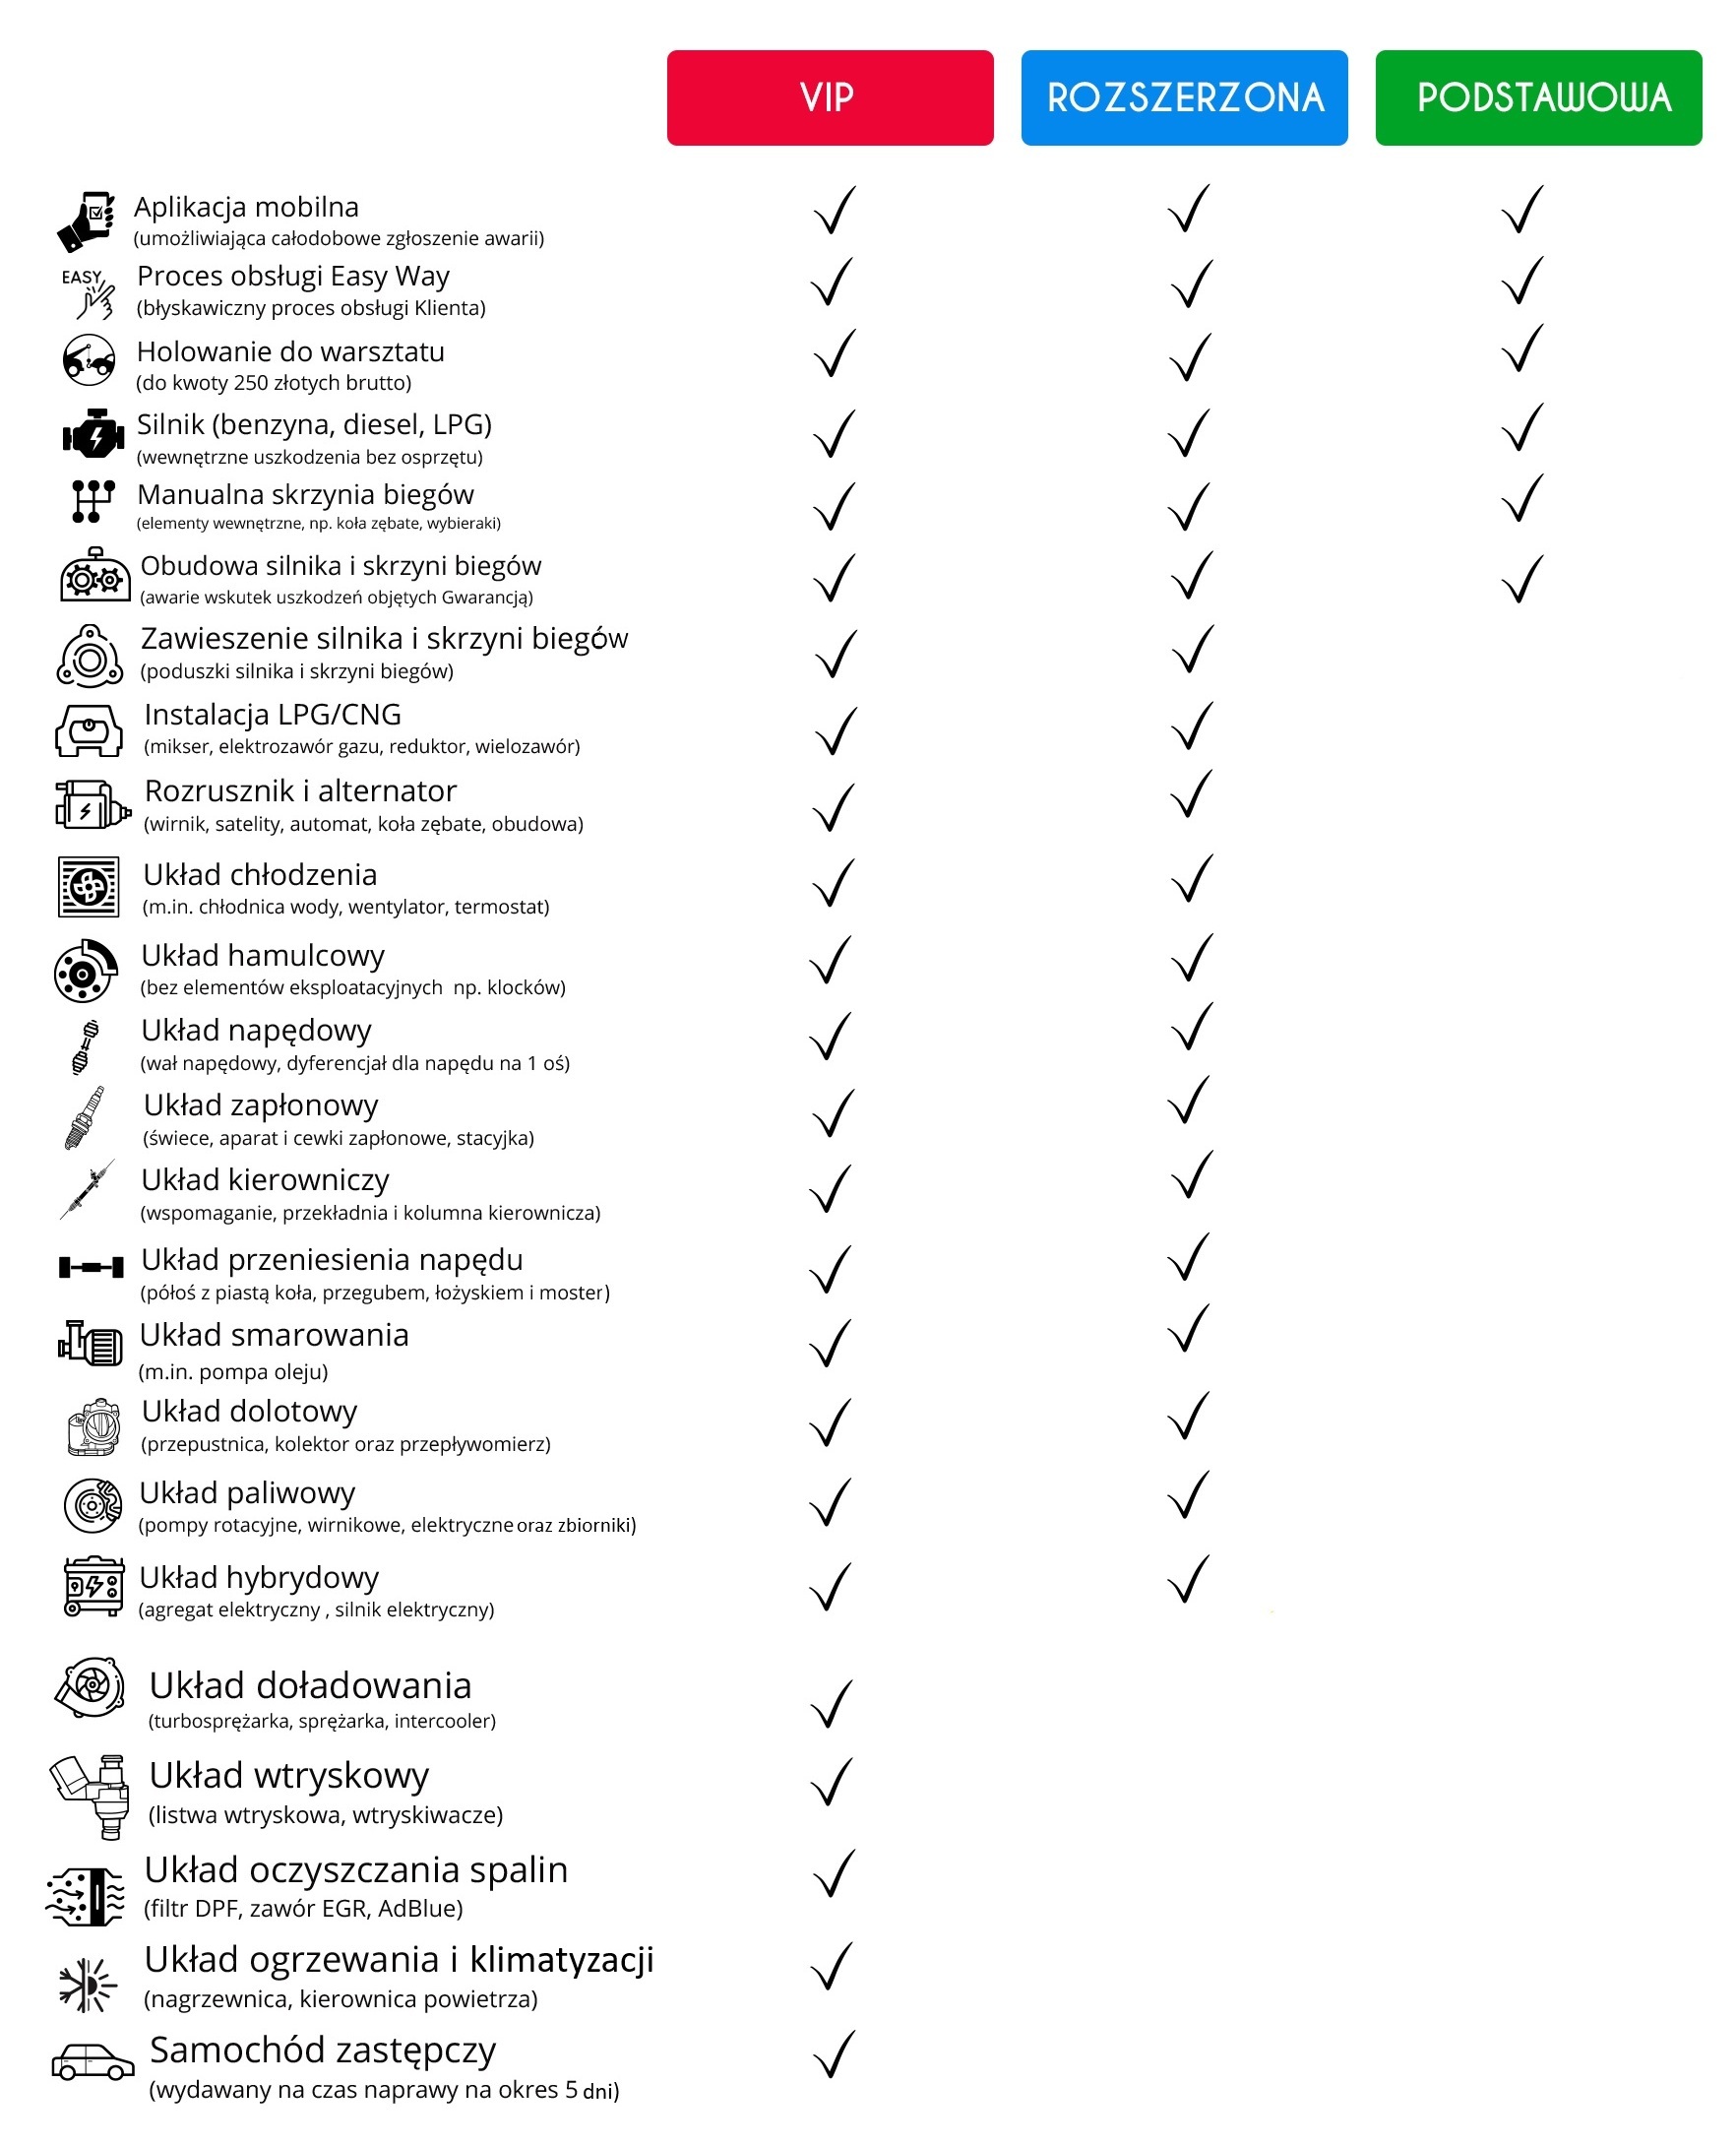 VIP
ROZSZERZONA
PODSTAWOWA
Aplikacja mobilna
(umożliwiająca całodobowe zgłoszenie awarii)
EASY
Proces obsługi Easy Way
(błyskawiczny proces obsługi Klienta)
Holowanie do warsztatu
(do kwoty 250 złotych brutto)
Silnik (benzyna, diesel, LPG)
(wewnętrzne uszkodzenia bez osprzętu)
Manualna skrzynia biegów
(elementy wewnętrzne, np. koła zębate, wybieraki)
Obudowa silnika i skrzyni biegów
(awarie wskutek uszkodzeń objętych Gwarancją)
Zawieszenie silnika i skrzyni biegów
(poduszki silnika i skrzyni biegów)
Instalacja LPG/CNG
(mikser, elektrozawór gazu, reduktor, wielozawór)
Rozrusznik i alternator
(wirnik, satelity, automat, koła zębate, obudowa)
Układ chłodzenia
(m.in. chłodnica wody, wentylator, termostat)
Układ hamulcowy
(bez elementów eksploatacyjnych np. klocków)
Układ napędowy
(wał napędowy, dyferencjał dla napędu na 1 oś)
Układ zapłonowy
(świece, aparat i cewki zapłonowe, stacyjka)
Układ kierowniczy
(wspomaganie, przekładnia i kolumna kierownicza)
Układ przeniesienia napędu
(półoś z piastą koła, przegubem, łożyskiem i moster)
Układ smarowania
(m.in. pompa oleju)
Układ dolotowy
(przepustnica, kolektor oraz przepływomierz)
Układ paliwowy
(pompy rotacyjne, wirnikowe, elektryczne oraz zbiorniki)
Układ hybrydowy
(agregat elektryczny , silnik elektryczny)
Układ doładowania
(turbosprężarka, sprężarka, intercooler)
Układ wtryskowy
(listwa wtryskowa, wtryskiwacze)
Układ oczyszczania spalin
(filtr DPF, zawór EGR, AdBlue)
Układ ogrzewania i klimatyzacji
(nagrzewnica, kierownica powietrza)
Samochód zastępczy
(wydawany na czas naprawy na okres 5 dni)